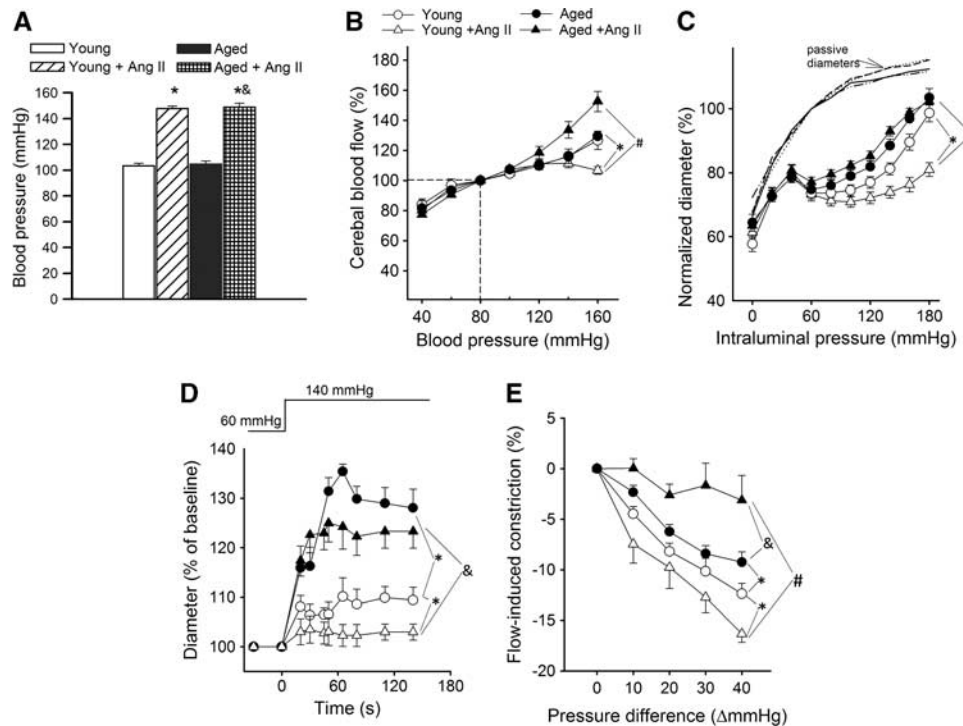 A
Young
Aged
Young + Ang II
Aged + Ang II
Blood pressure (mmHg)
160
140
120
100
80
60
40
20
0
*
*&
B
Young
Aged
Young +Ang II
Aged +Ang II
Cerebal blood flow (%)
180
160
140
120
100
80
60
40
40
80
120
160
Blood pressure (mmHg)
*
#
C
passive
diameters
Normalized diameter (%)
100
80
60
40
0
60
120
180
Intraluminal pressure (mmHg)
*
D
140 mmHg
60 mmHg
Diameter (% of baseline)
140
130
120
110
100
0
60
120
180
Time (s)
*
*
&
E
Flow-induced constriction (%)
5
0
-5
-10
-15
-20
0
10
20
30
40
Pressure difference (ΔmmHg)
&
*
*
#